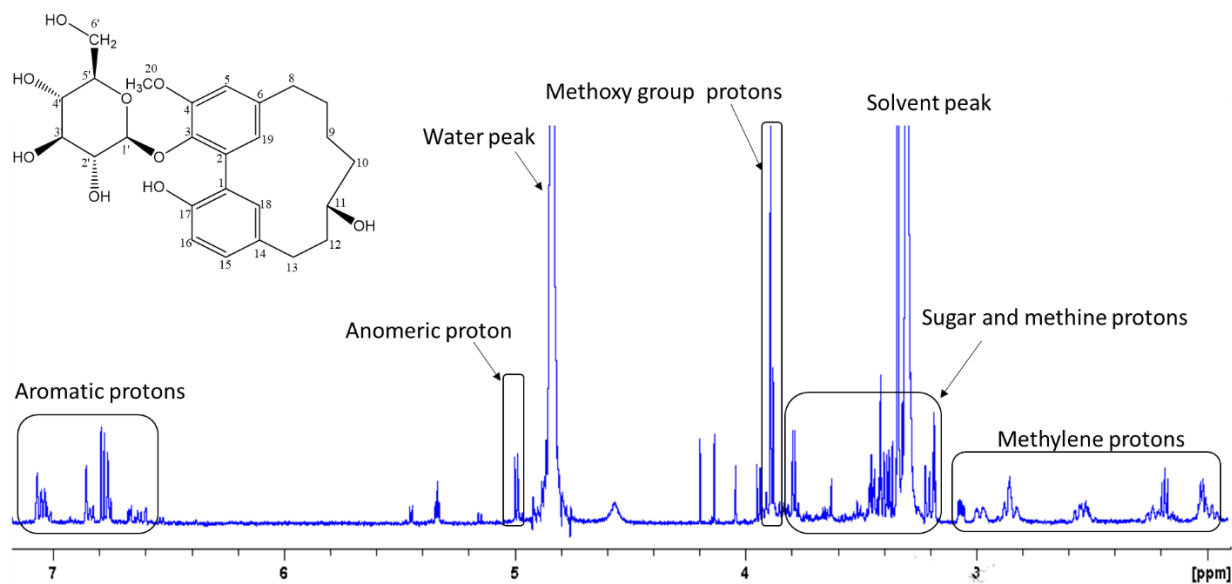 HO
6'
CH2
20
H3C
O
5
8
HO
5'
4'
O
4
6
9
3'
1'
O
3
19
HO
2'
2
10
OH
HO
1
18
11
17
OH
12
16
14
15
13
Methoxy group protons
Solvent peak
Water peak
Sugar and methine protons
Anomeric proton
Aromatic protons
Methylene protons
7
6
5
4
3
[ppm]